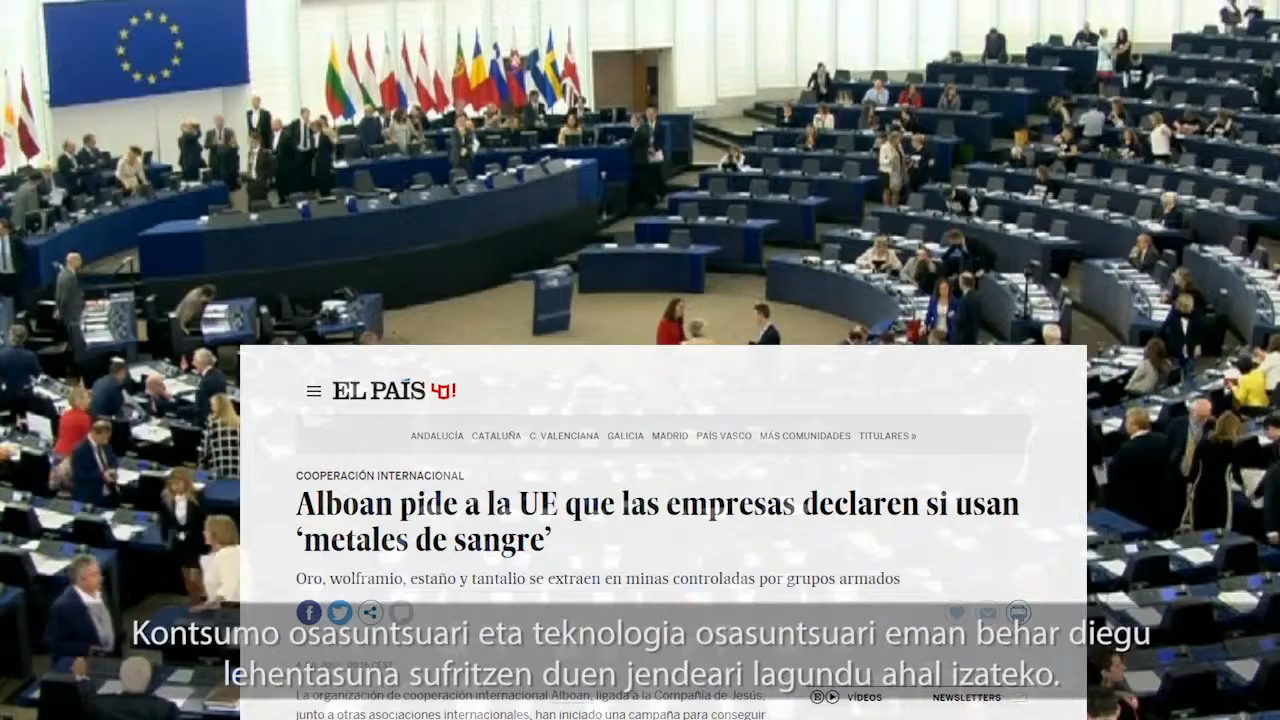 EL PAÍS 40!
ANDALUCÍA CATALUÑA C. VALENCIANA GALICIA MADRID PAÍS VASCO MÁS COMUNIDADES TITULARES »
COOPERACIÓN INTERNACIONAL
Alboan pide a la UE que las empresas declaren si usan
‘metales de sangre’
Oro, wolframio, estaño y tantalio se extraen en minas controladas por grupos armados
Kontsumo osasuntsuari eta teknologia osasuntsuari eman behar diegu
lehentasuna sufritzen duen jendeari lagundu ahal izateko.
La organización de cooperación internacional Alboan, ligada a la Compañía de Jesús,
VÍDEOS NEWSLETTERS
junto a otras asociaciones internacionales, han iniciado una campaña para conseguir